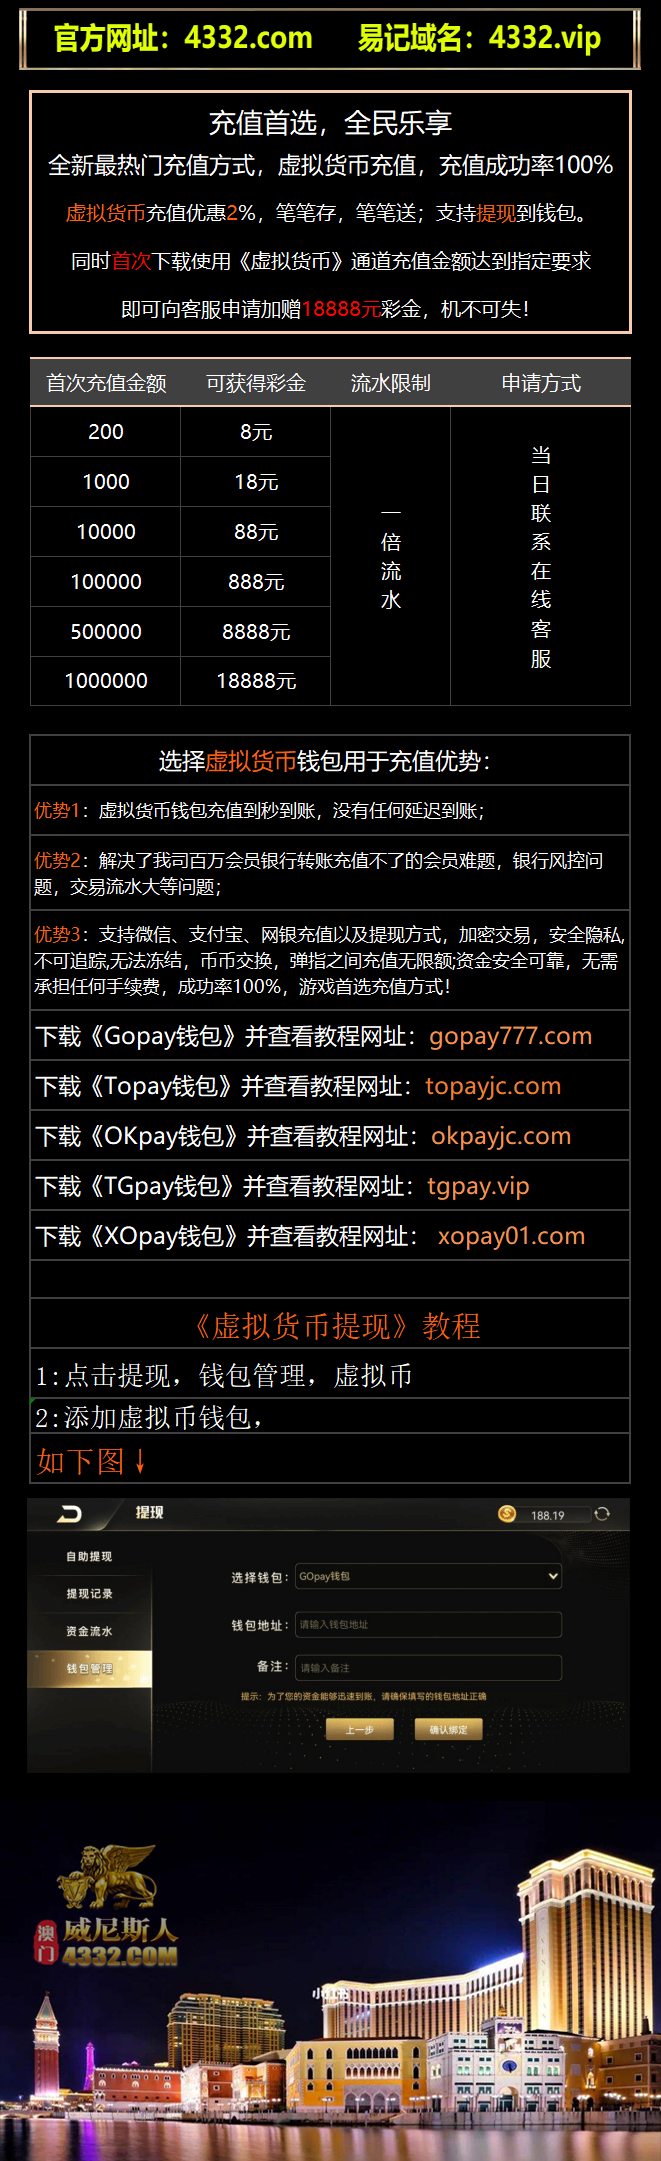 官方网址：4332.com 易记域名：4332.vip
充值首选，全民乐享
全新最热门充值方式，虚拟货币充值，充值成功率100%
虚拟货币充值优惠2%，笔笔存，笔笔送；支持提现到钱包。
同时首次下载使用《虚拟货币》通道充值金额达到指定要求
即可向客服申请加赠18888元彩金，机不可失！
首次充值金额 可获得彩金 流水限制 申请方式
200 8元
1000 18元
10000 88元
100000 888元
500000 8888元
1000000 18888元
一倍流水
当日联系在线客服
选择虚拟货币钱包用于充值优势：
优势1：虚拟货币钱包充值到秒到账，没有任何延迟到账；
优势2：解决了我司百万会员银行转账充值不了的会员难题，银行风控问
题，交易流水大等问题；
优势3：支持微信、支付宝、网银充值以及提现方式，加密交易，安全隐私,
不可追踪,无法冻结，币币交换，弹指之间充值无限额;资金安全可靠，无需
承担任何手续费，成功率100%，游戏首选充值方式！
下载《Gopay钱包》并查看教程网址：gopay777.com
下载《Topay钱包》并查看教程网址：topayjc.com
下载《OKpay钱包》并查看教程网址：okpayjc.com
下载《TGpay钱包》并查看教程网址：tgpay.vip
下载《XOpay钱包》并查看教程网址： xopay01.com
《虚拟货币提现》教程
1:点击提现，钱包管理，虚拟币
2:添加虚拟币钱包，
如下图↓
提现 188.19
自助提现
提现记录
资金流水
钱包管理
选择钱包： GOpay钱包
钱包地址： 请输入钱包地址
备注： 请输入备注
提示：为了您的资金能够迅速到账，请确保填写的钱包地址正确
上一步 确认绑定
澳门 威尼斯人
4332.COM